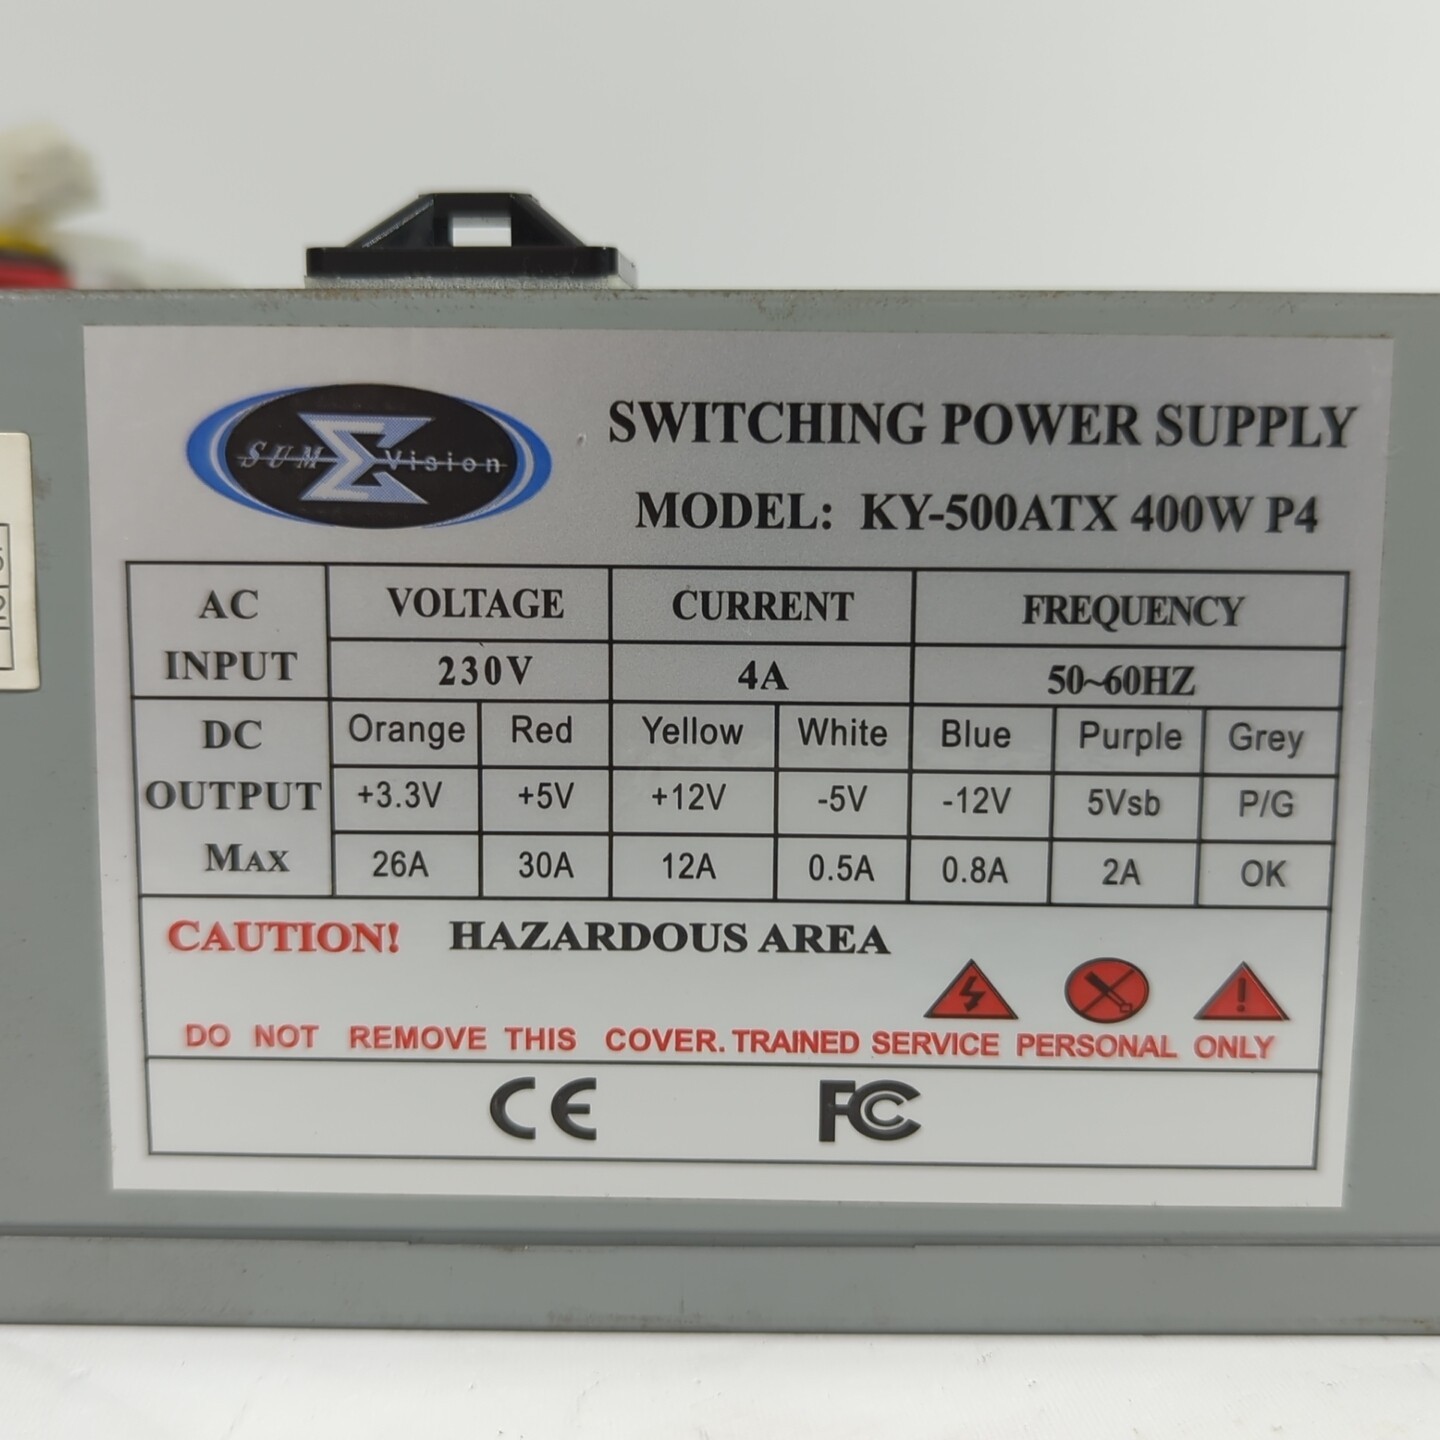 SUM Vision
SWITCHING POWER SUPPLY
MODEL: KY-500ATX 400W P4
AC INPUT
VOLTAGE CURRENT FREQUENCY
230V 4A 50~60HZ
DC OUTPUT MAX
Orange Red Yellow White Blue Purple Grey
+3.3V +5V +12V -5V -12V 5Vsb P/G
26A 30A 12A 0.5A 0.8A 2A OK
CAUTION! HAZARDOUS AREA
DO NOT REMOVE THIS COVER. TRAINED SERVICE PERSONAL ONLY
CE FC